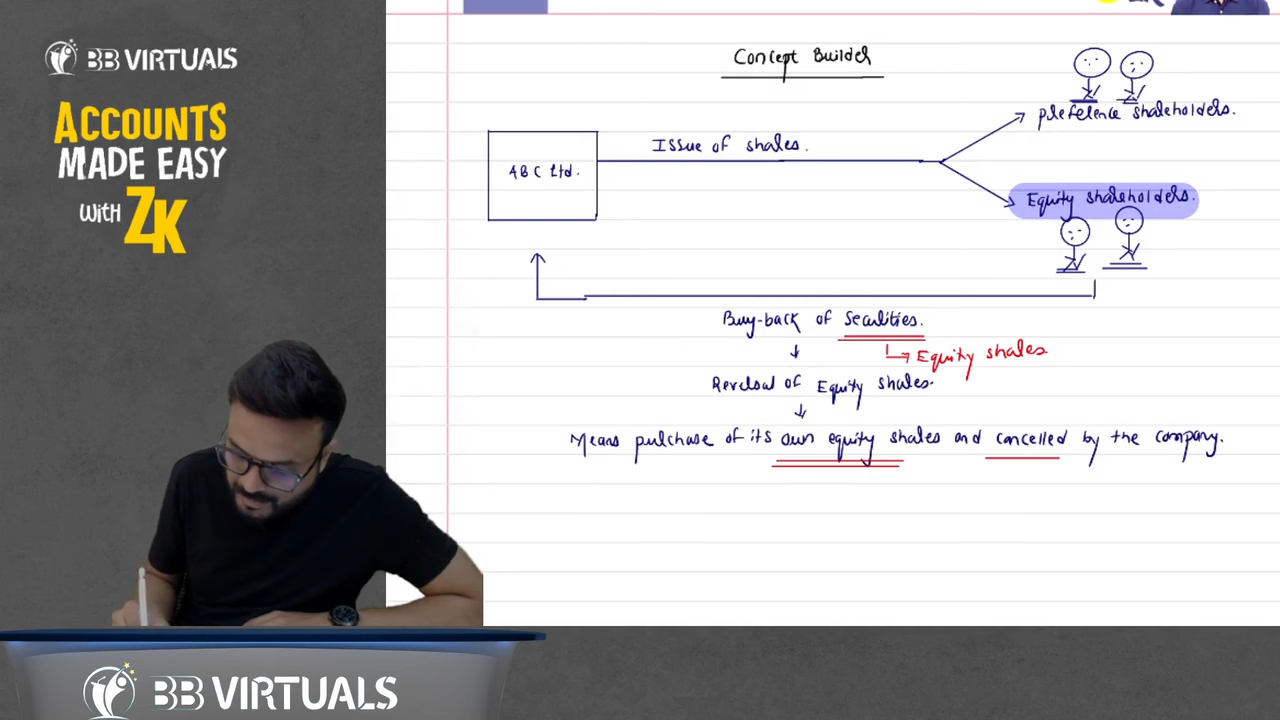 BB VIRTUALS
ACCOUNTS
MADE EASY
WITH ZK
Concept Builder
Preference shareholders.
Issue of shares.
ABC Ltd.
Equity shareholders.
Buy-back of Securities.
Equity shares
Reversal of Equity shares.
Means purchase of its own equity shares and cancelled by the company.
BB VIRTUALS